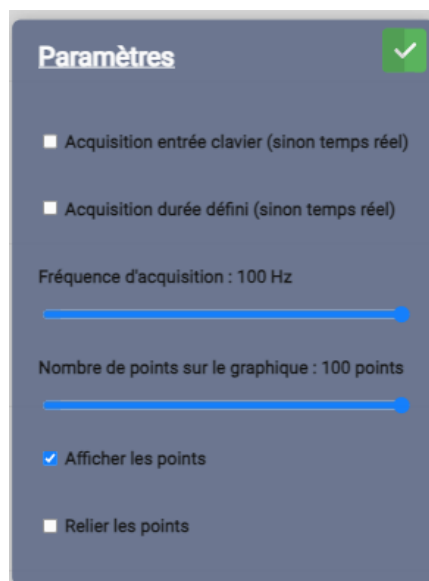 Paramètres
Acquisition entrée clavier (sinon temps réel)
Acquisition durée défini (sinon temps réel)
Fréquence d'acquisition : 100 Hz
Nombre de points sur le graphique : 100 points
Afficher les points
Relier les points